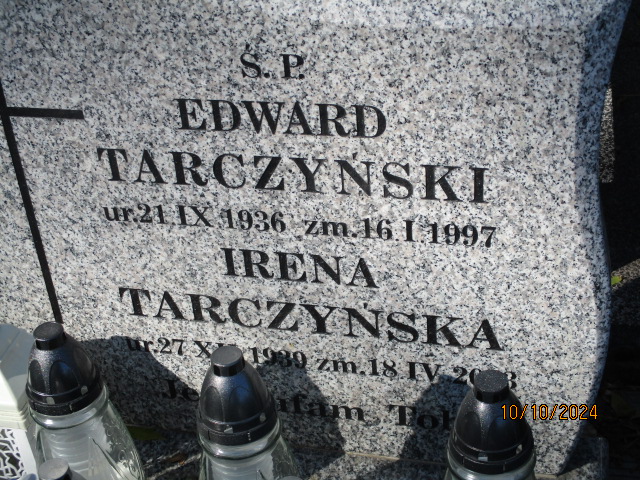 Ś. P.
EDWARD
TARCZYŃSKI
ur.21 IX 1936 zm.16 I 1997
IRENA
TARCZYŃSKA
ur.27 1939 zm.18 IV
10/10/2024